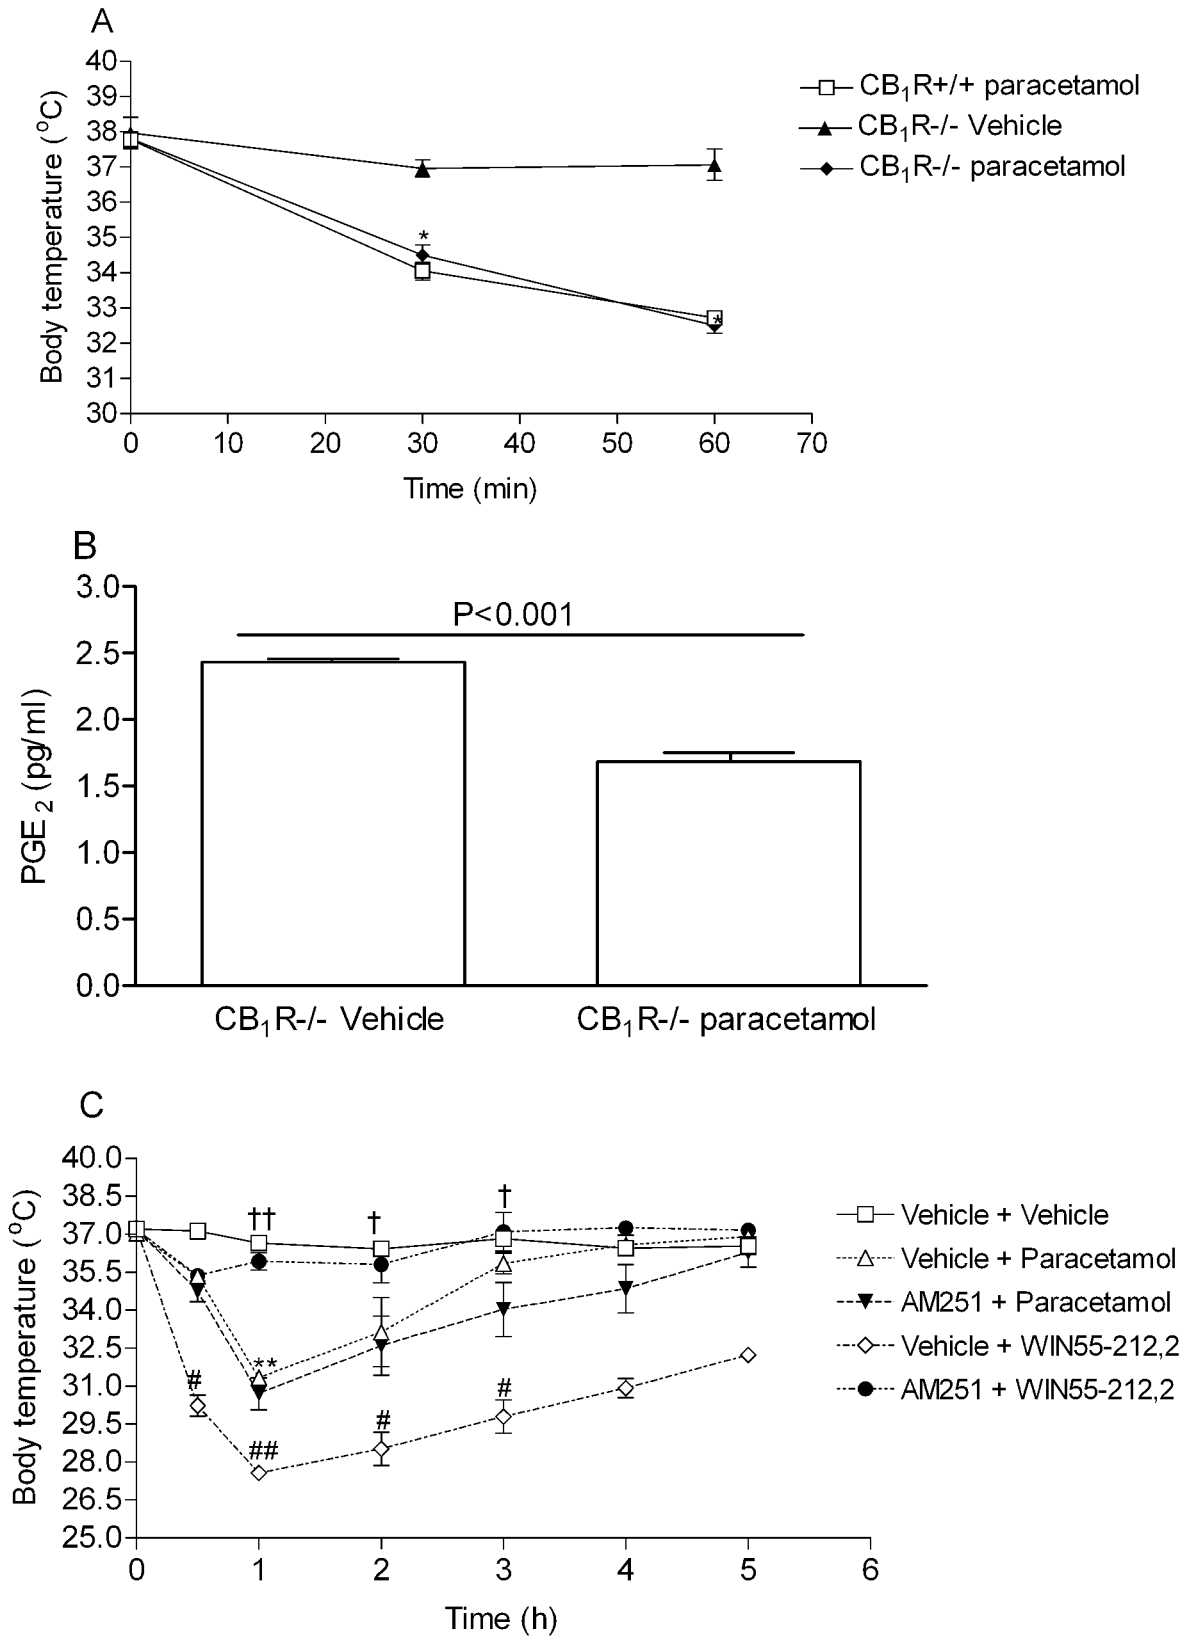 A
40
39
38
37
36
35
34
33
32
31
30
Body temperature (°C)
*
*
0 10 20 30 40 50 60 70
Time (min)
CB₁R+/+ paracetamol
CB₁R-/- Vehicle
CB₁R-/- paracetamol
B
3.0
2.5
2.0
1.5
1.0
0.5
0.0
PGE₂ (pg/ml)
P<0.001
CB₁R-/- Vehicle CB₁R-/- paracetamol
C
40.0
38.5
37.0
35.5
34.0
32.5
31.0
29.5
28.0
26.5
25.0
Body temperature (°C)
†† † †
**
# ## # #
0 1 2 3 4 5 6
Time (h)
Vehicle + Vehicle
Vehicle + Paracetamol
AM251 + Paracetamol
Vehicle + WIN55-212,2
AM251 + WIN55-212,2